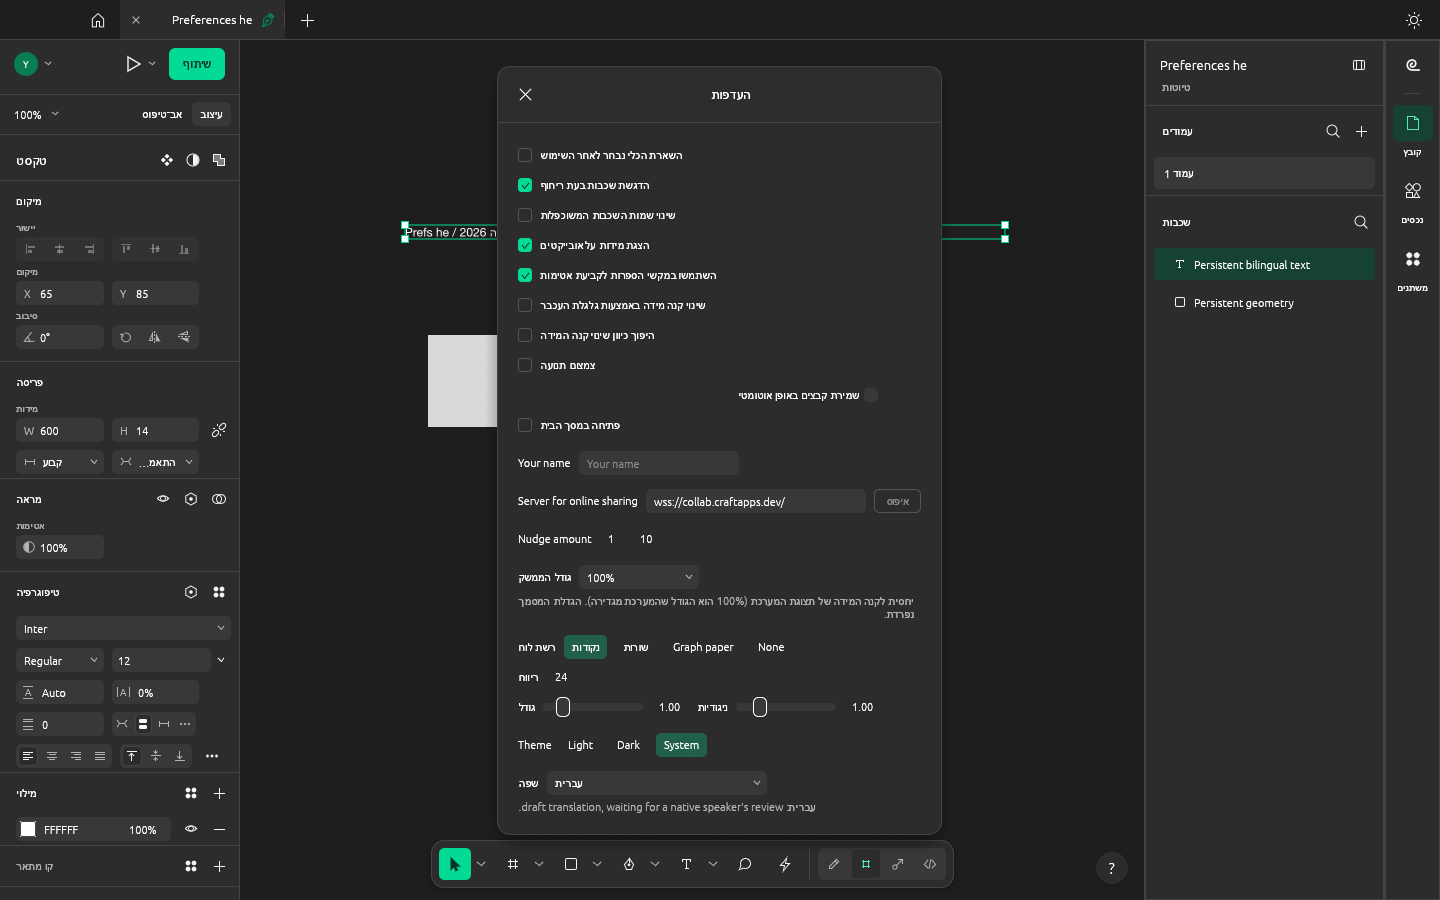 Preferences he
Y
שיתוף
100%
אב־טיפוס
עיצוב
טקסט
מיקום
יישור
מיקום
X 65
Y 85
סיבוב
0°
פריסה
מידות
W 600
H 14
קבוע
התאמ...
מראה
אטימות
100%
טיפוגרפיה
Inter
Regular
12
Auto
0%
0
מילוי
FFFFFF
100%
קו מתאר
Prefs he / 2026 ה
העדפות
השארת הכלי נבחר לאחר השימוש
הדגשת שכבות בעת ריחוף
שינוי שמות השכבות המשוכפלות
הצגת מידות על אובייקטים
השתמשו במקשי הספרות לקביעת אטימות
שינוי קנה מידה באמצעות גלגלת העכבר
היפוך כיוון שינוי קנה המידה
צמצום תנועה
שמירת קבצים באופן אוטומטי
פתיחה במסך הבית
Your name
Your name
Server for online sharing
wss://collab.craftapps.dev/
איפוס
Nudge amount
1
10
גודל הממשק
100%
יחסית לקנה המידה של תצוגת המערכת (100% הוא הגודל שהמערכת מגדירה). הגדלת המסמך
נפרדת.
רשת לוח
נקודות
שורות
Graph paper
None
ריווח
24
גודל
1.00
ניגודיות
1.00
Theme
Light
Dark
System
שפה
עברית
עברית: draft translation, waiting for a native speaker's review.
?
Preferences he
טיוטות
עמודים
עמוד 1
שכבות
Persistent bilingual text
Persistent geometry
קובץ
נכסים
משתנים